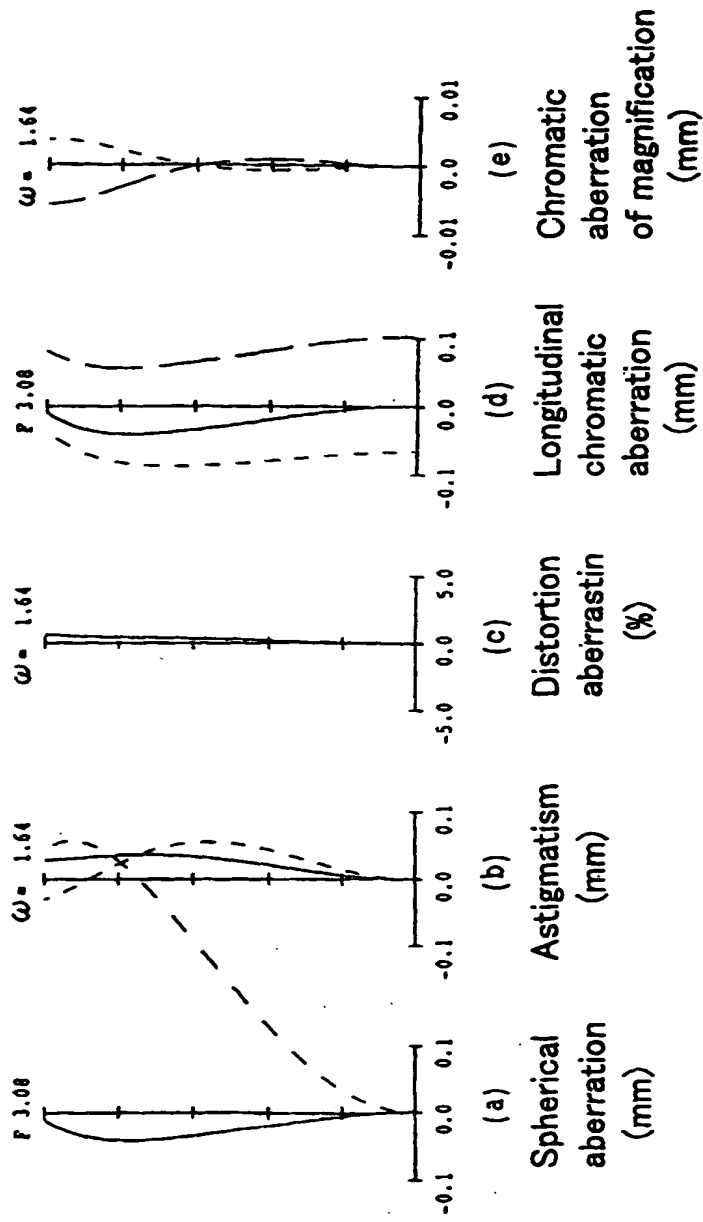 F 3.08
-0.1 0.0 0.1
(a)
Spherical
aberration
(mm)
ω= 1.64
-0.1 0.0 0.1
(b)
Astigmatism
(mm)
ω= 1.64
-5.0 0.0 5.0
(c)
Distortion
aberrastin
(%)
F 3.08
-0.1 0.0 0.1
(d)
Longitudinal
chromatic
aberration
(mm)
ω= 1.64
-0.01 0.0 0.01
(e)
Chromatic
aberration
of magnification
(mm)